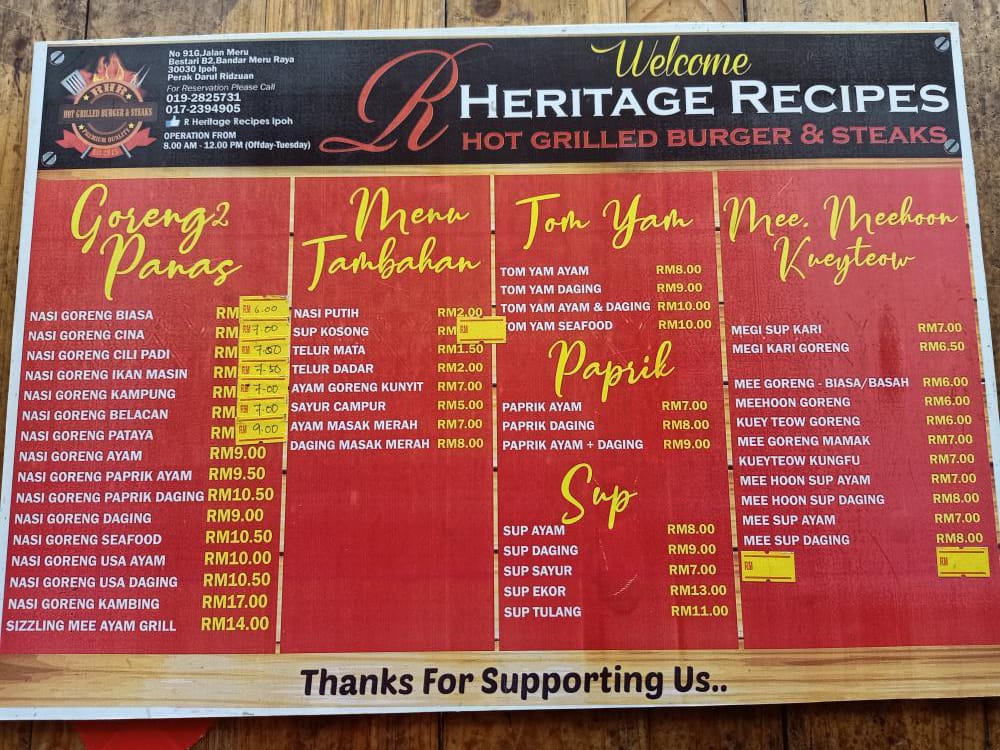 RHR
HOT GRILLED BURGER & STEAKS
PREMIUM QUALITY
No 91G,Jalan Meru
Bestari B2,Bandar Meru Raya
30030 Ipoh
Perak Darul Ridzuan
For Reservation Please Call
019-2825731
017-2394905
R Heritage Recipes Ipoh
OPERATION FROM
8.00 AM - 12.00 PM (Offday-Tuesday)
Welcome
R HERITAGE RECIPES
HOT GRILLED BURGER & STEAKS
Goreng2
Panas
NASI GORENG BIASA RM RM 6.00
NASI GORENG CINA RM RM 7.00
NASI GORENG CILI PADI RM RM 7.50
NASI GORENG IKAN MASIN RM RM 7.50
NASI GORENG KAMPUNG RM RM 7.00
NASI GORENG BELACAN RM RM 7.00
NASI GORENG PATAYA RM RM 9.00
NASI GORENG AYAM RM9.00
NASI GORENG PAPRIK AYAM RM9.50
NASI GORENG PAPRIK DAGING RM10.50
NASI GORENG DAGING RM9.00
NASI GORENG SEAFOOD RM10.50
NASI GORENG USA AYAM RM10.00
NASI GORENG USA DAGING RM10.50
NASI GORENG KAMBING RM17.00
SIZZLING MEE AYAM GRILL RM14.00
Menu
Tambahan
NASI PUTIH RM2.00
SUP KOSONG RM RM
TELUR MATA RM1.50
TELUR DADAR RM2.00
AYAM GORENG KUNYIT RM7.00
SAYUR CAMPUR RM5.00
AYAM MASAK MERAH RM7.00
DAGING MASAK MERAH RM8.00
Tom Yam
TOM YAM AYAM RM8.00
TOM YAM DAGING RM9.00
TOM YAM AYAM & DAGING RM10.00
TOM YAM SEAFOOD RM10.00
Paprik
PAPRIK AYAM RM7.00
PAPRIK DAGING RM8.00
PAPRIK AYAM + DAGING RM9.00
Sup
SUP AYAM RM8.00
SUP DAGING RM9.00
SUP SAYUR RM7.00
SUP EKOR RM13.00
SUP TULANG RM11.00
Mee. Meehoon
Kueyteow
MEGI SUP KARI RM7.00
MEGI KARI GORENG RM6.50
MEE GORENG - BIASA/BASAH RM6.00
MEEHOON GORENG RM6.00
KUEY TEOW GORENG RM6.00
MEE GORENG MAMAK RM7.00
KUEYTEOW KUNGFU RM7.00
MEE HOON SUP AYAM RM7.00
MEE HOON SUP DAGING RM8.00
MEE SUP AYAM RM7.00
MEE SUP DAGING RM8.00
RM RM
Thanks For Supporting Us..